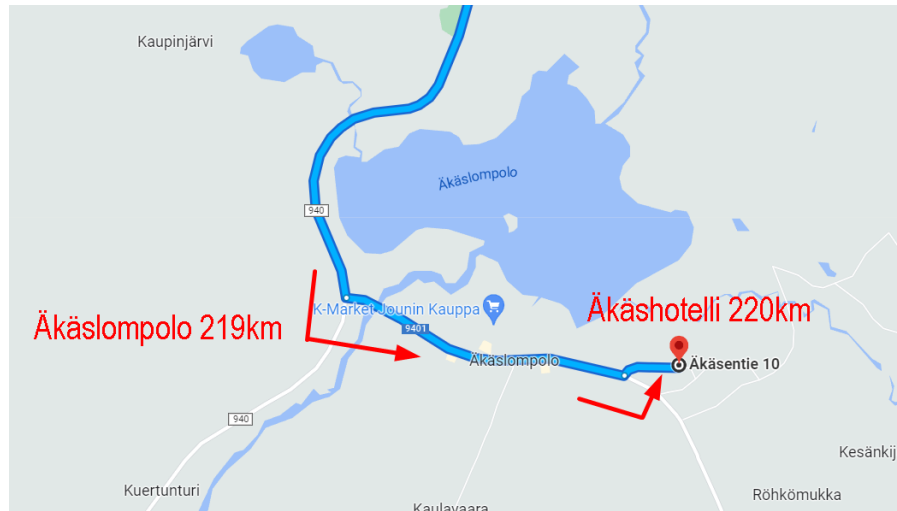 Kaupinjärvi
Äkäslompolo
940
K-Market Jounin Kauppa
Äkäshotelli 220km
Äkäslompolo 219km
9401
Äkäslompolo
Äkäsentie 10
940
Kesänkij
Kuertunturi
Röhkömukka
Kaulavaara